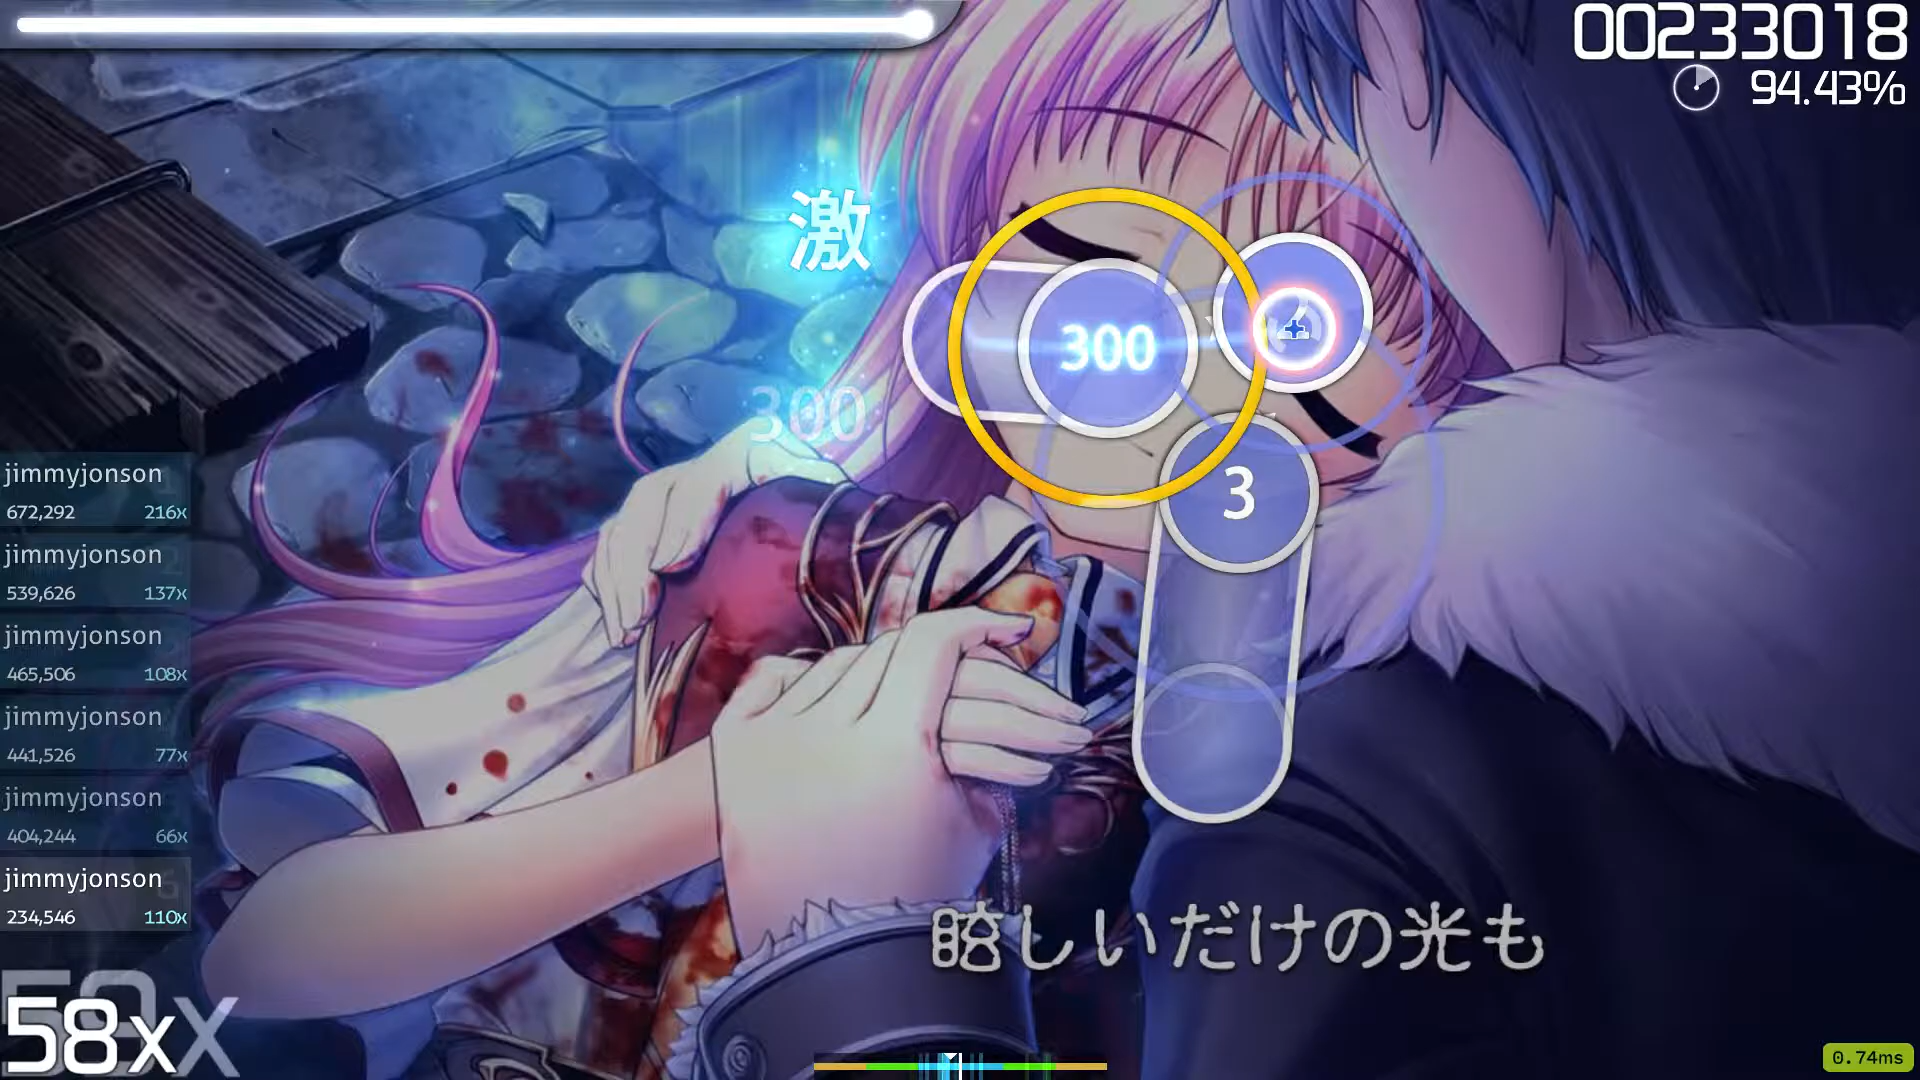 00233018
94.43%
激
300
2
300
3
jimmyjonson
672,292 216x
jimmyjonson
539,626 137x
jimmyjonson
465,506 108x
jimmyjonson
441,526 77x
jimmyjonson
404,244 66x
jimmyjonson
234,546 110x
眩しいだけの光も
58x
0.74ms